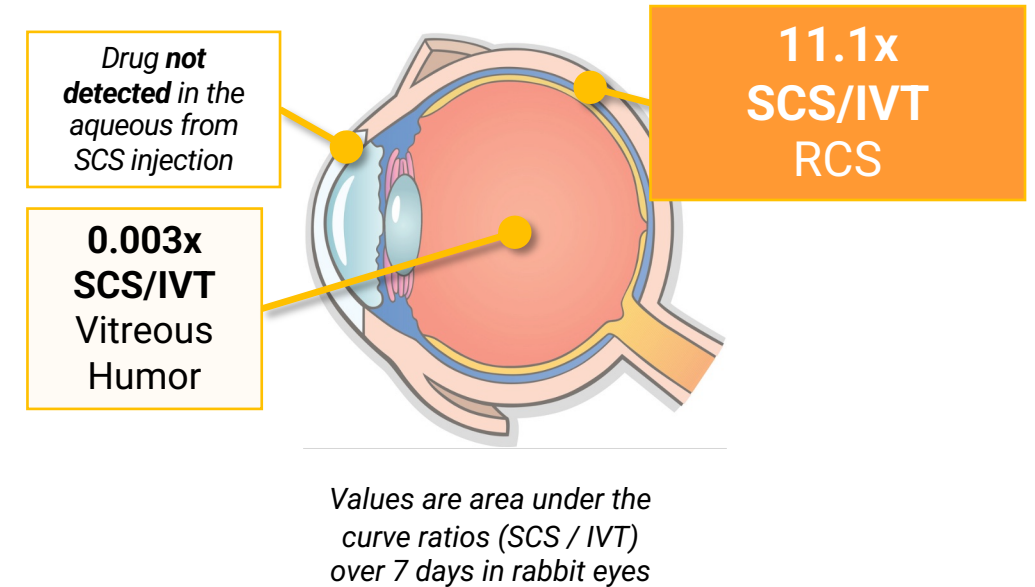 Drug not
detected in the
aqueous from
SCS injection
11.1x
SCS/IVT
RCS
0.003x
SCS/IVT
Vitreous
Humor
Values are area under the
curve ratios (SCS / IVT)
over 7 days in rabbit eyes